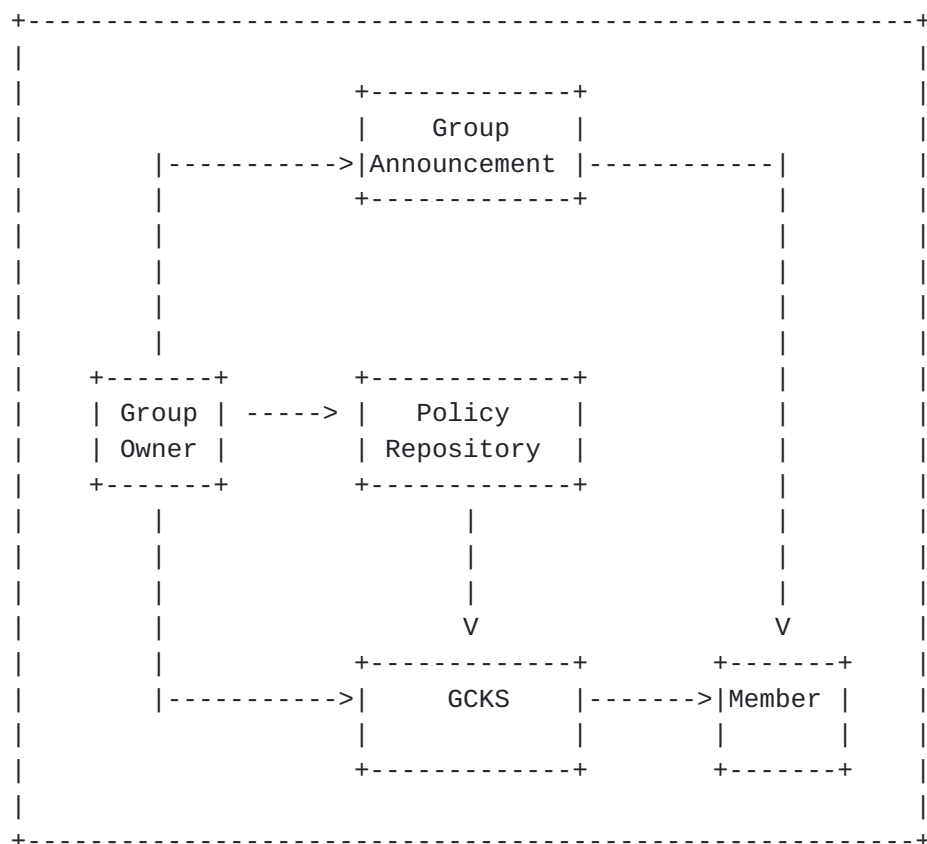 Group
Announcement
Group
Owner
Policy
Repository
GCKS
Member